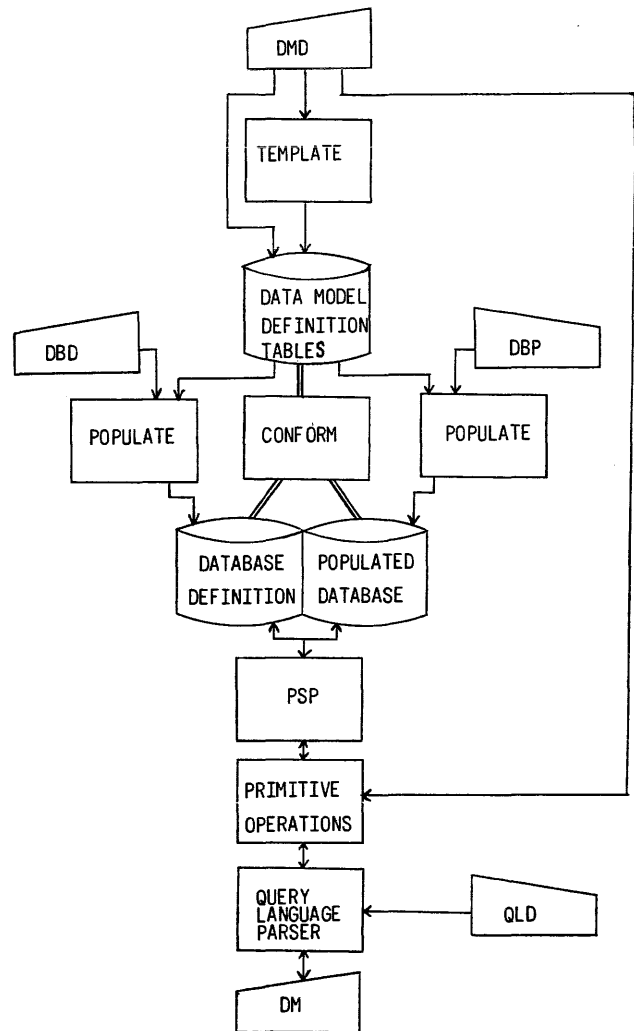 DMD
TEMPLATE
DATA MODEL
DEFINITION
TABLES
DBD
DBP
POPULATE
CONFORM
POPULATE
DATABASE
DEFINITION
POPULATED
DATABASE
PSP
PRIMITIVE
OPERATIONS
QUERY
LANGUAGE
PARSER
QLD
DM